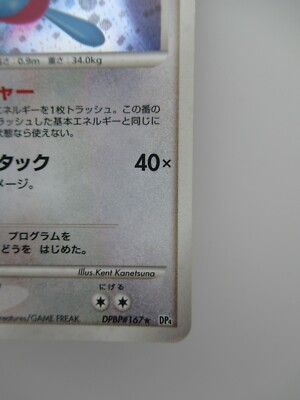 高さ 0.9m 重さ 34.0kg
ャー
エネルギーを1枚トラッシュ。この番の
ラッシュした基本エネルギーと同じに
状態なら使えない。
タック 40×
ージ。
プログラムを
どうを はじめた。
Illus.Kent Kanetsuna
にげる
reatures/GAME FREAK
DPBP#167★ DP4